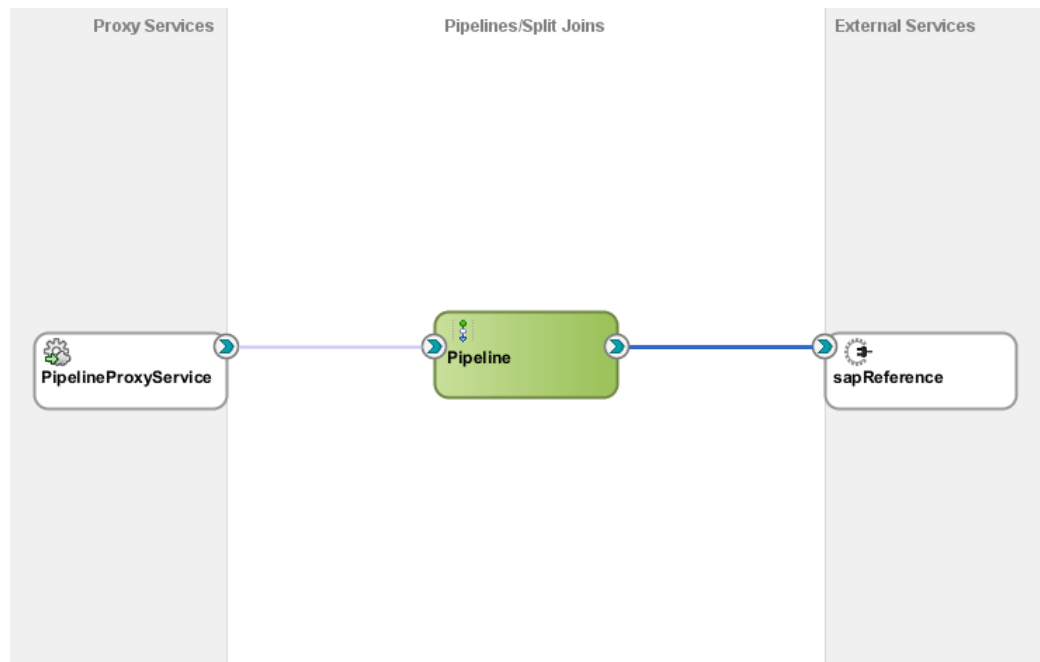 Proxy Services
Pipelines/Split Joins
External Services
PipelineProxyService
Pipeline
sapReference